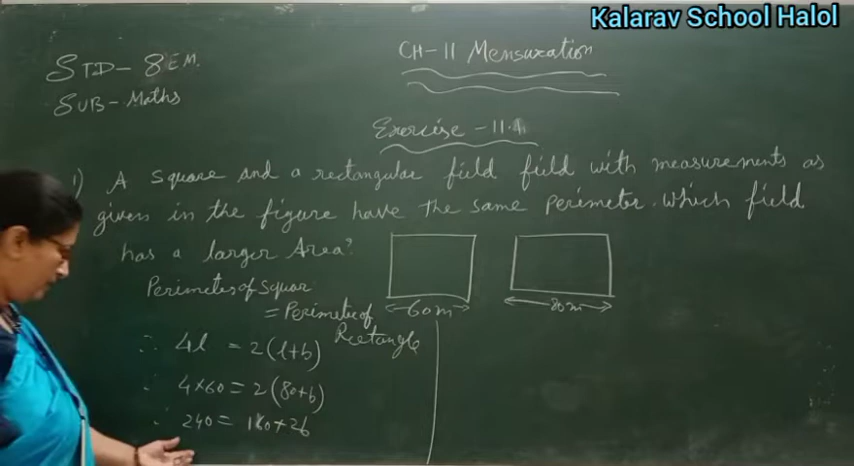 Kalarav School Halol
STD - 8 E.M.
SUB - Maths
CH - 11 Mensuration
Exercise - 11.1
1) A square and a rectangular field field with measurements as
given in the figure have the same perimeter. Which field
has a larger Area?
Perimeter of Squar
= Perimeter of
Rectangle
60m
80m
∴ 4l = 2(l+b)
∴ 4×60 = 2(80+b)
∴ 240 = 160+2b